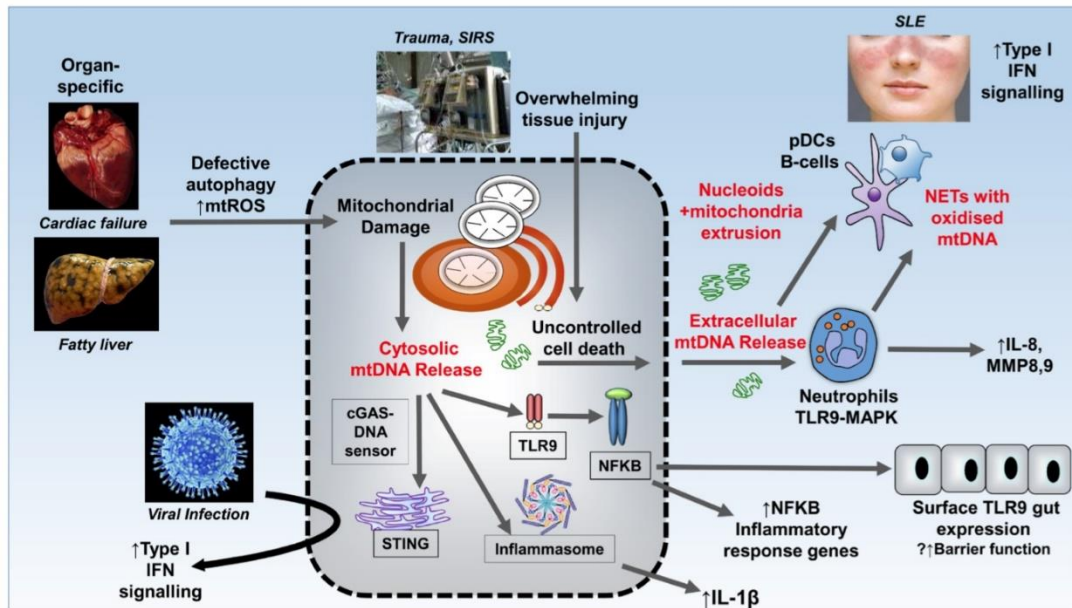 Organ-
specific
Cardiac failure
Fatty liver
Defective
autophagy
↑mtROS
Trauma, SIRS
Overwhelming
tissue injury
SLE
↑Type I
IFN
signalling
pDCs
B-cells
Mitochondrial
Damage
Nucleoids
+mitochondria
extrusion
NETs with
oxidised
mtDNA
Cytosolic
mtDNA Release
Uncontrolled
cell death
Extracellular
mtDNA Release
Neutrophils
TLR9-MAPK
↑IL-8,
MMP8,9
cGAS-
DNA
sensor
TLR9
NFKB
STING
Inflammasome
Viral Infection
↑Type I
IFN
signalling
↑NFKB
Inflammatory
response genes
Surface TLR9 gut
expression
?↑Barrier function
↑IL-1β